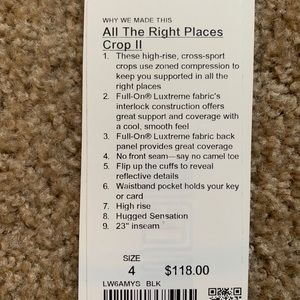 WHY WE MADE THIS
All The Right Places
Crop II
1. These high-rise, cross-sport
crops use zoned compression to
keep you supported in all the
right places
2. Full-On® Luxtreme fabric's
interlock construction offers
great support and coverage with
a cool, smooth feel
3. Full-On® Luxtreme fabric back
panel provides great coverage
4. No front seam—say no camel toe
5. Flip up the cuffs to reveal
reflective details
6. Waistband pocket holds your key
or card
7. High rise
8. Hugged Sensation
9. 23" inseam
SIZE
4 $118.00
LW6AMYS BLK